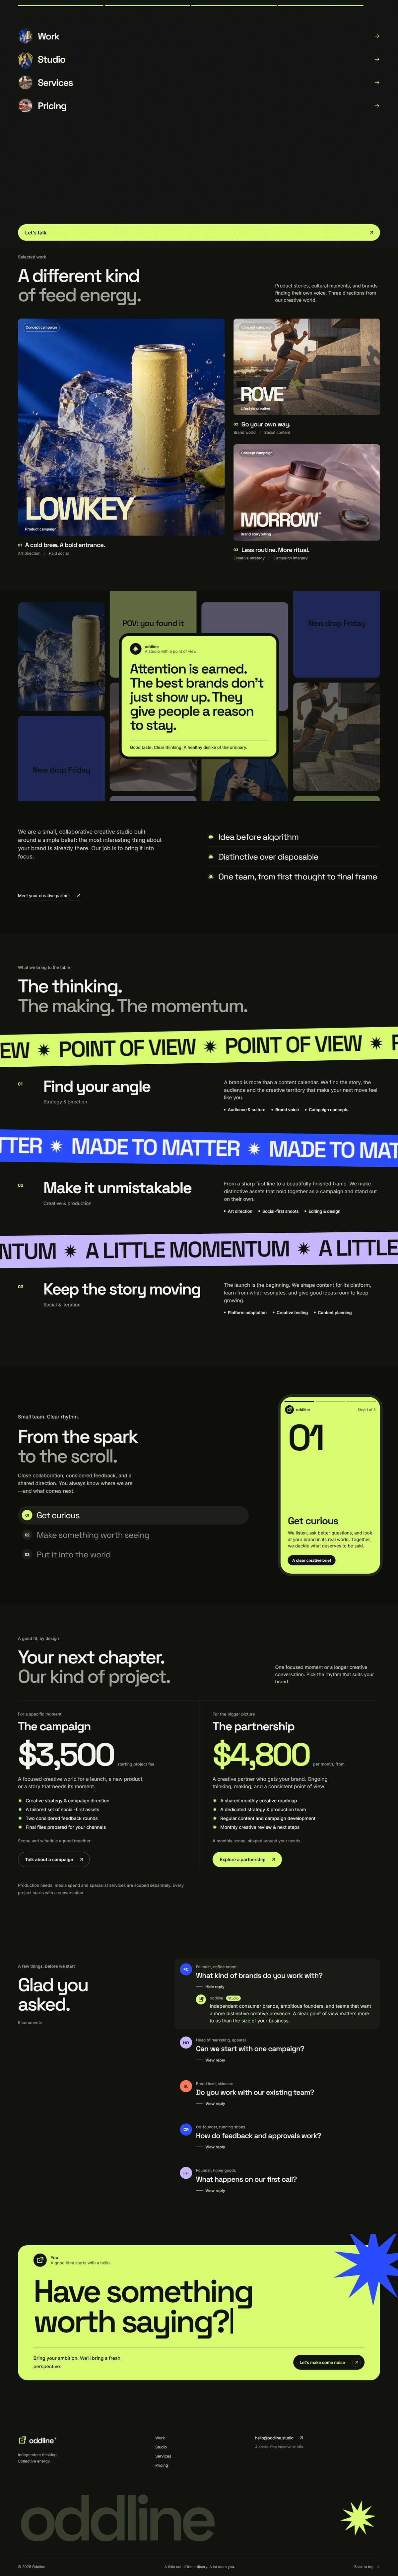 Work
Studio
Services
Pricing
Let's talk
Selected work
A different kind
of feed energy.
Product stories, cultural moments, and brands
finding their own voice. Three directions from
our creative world.
Concept campaign
LOWKEY
Product campaign
01 A cold brew. A bold entrance.
Art direction / Paid social
Concept campaign
ROVE
Lifestyle creative
02 Go your own way.
Brand world / Social content
Concept campaign
MORROW
Brand storytelling
03 Less routine. More ritual.
Creative strategy / Campaign imagery
POV: you found it
New drop Friday
oddline
A studio with a point of view
Attention is earned.
The best brands don't
just show up. They
give people a reason
to stay.
Good taste. Clear thinking. A healthy dislike of the ordinary.
New drop Friday
We are a small, collaborative creative studio built
around a simple belief: the most interesting thing about
your brand is already there. Our job is to bring it into
focus.
Meet your creative partner
Idea before algorithm
Distinctive over disposable
One team, from first thought to final frame
What we bring to the table
The thinking.
The making. The momentum.
EW POINT OF VIEW POINT OF VIEW
01 Find your angle
Strategy & direction
A brand is more than a content calendar. We find the story, the
audience and the creative territory that make your next move feel
like you.
Audience & culture Brand voice Campaign concepts
TTER MADE TO MATTER MADE TO MAT
02 Make it unmistakable
Creative & production
From a sharp first line to a beautifully finished frame. We make
distinctive assets that hold together as a campaign and stand out
on their own.
Art direction Social-first shoots Editing & design
NTUM A LITTLE MOMENTUM A LITTLE
03 Keep the story moving
Social & iteration
The launch is the beginning. We shape content for its platform,
learn from what resonates, and give good ideas room to keep
growing.
Platform adaptation Creative testing Content planning
Small team. Clear rhythm.
From the spark
to the scroll.
Close collaboration, considered feedback, and a
shared direction. You always know where we are
—and what comes next.
01 Get curious
02 Make something worth seeing
03 Put it into the world
oddline
Step 1 of 3
01
Get curious
We listen, ask better questions, and look
at your brand in its real world. Together,
we decide what deserves to be said.
A clear creative brief
A good fit, by design
Your next chapter.
Our kind of project.
One focused moment or a longer creative
conversation. Pick the rhythm that suits your
brand.
For a specific moment
The campaign
$3,500 starting project fee
A focused creative world for a launch, a new product,
or a story that needs its moment.
Creative strategy & campaign direction
A tailored set of social-first assets
Two considered feedback rounds
Final files prepared for your channels
Scope and schedule agreed together
Talk about a campaign
For the bigger picture
The partnership
$4,800 per month, from
A creative partner who gets your brand. Ongoing
thinking, making, and a consistent point of view.
A shared monthly creative roadmap
A dedicated strategy & production team
Regular content and campaign development
Monthly creative review & next steps
A monthly scope, shaped around your needs
Explore a partnership
Production needs, media spend and specialist services are scoped separately. Every
project starts with a conversation.
A few things, before we start
Glad you
asked.
5 comments
FC
Founder, coffee brand
What kind of brands do you work with?
Hide reply
oddline Studio
Independent consumer brands, ambitious founders, and teams that want
a more distinctive creative presence. A clear point of view matters more
to us than the size of your business.
HO
Head of marketing, apparel
Can we start with one campaign?
View reply
BL
Brand lead, skincare
Do you work with our existing team?
View reply
CR
Co-founder, running shoes
How do feedback and approvals work?
View reply
FH
Founder, home goods
What happens on our first call?
View reply
You
A good idea starts with a hello.
Have something
worth saying?
Bring your ambition. We'll bring a fresh
perspective.
Let's make some noise
oddline
Independent thinking.
Collective energy.
Work
Studio
Services
Pricing
hello@oddline.studio
A social-first creative studio.
oddline
© 2026 Oddline
A little out of the ordinary. A lot more you.
Back to top